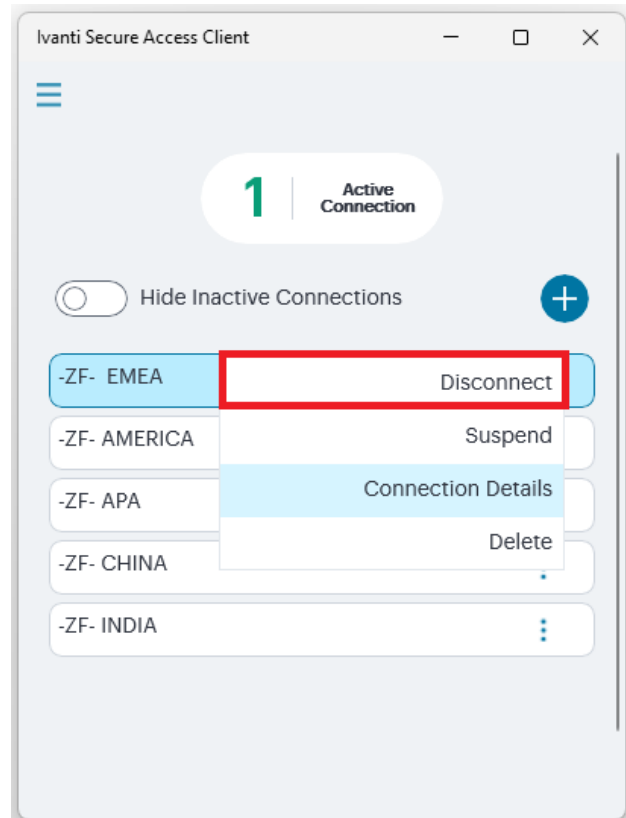 Ivanti Secure Access Client
1
Active
Connection
Hide Inactive Connections
-ZF- EMEA
Disconnect
-ZF- AMERICA
Suspend
-ZF- APA
Connection Details
-ZF- CHINA
Delete
-ZF- INDIA